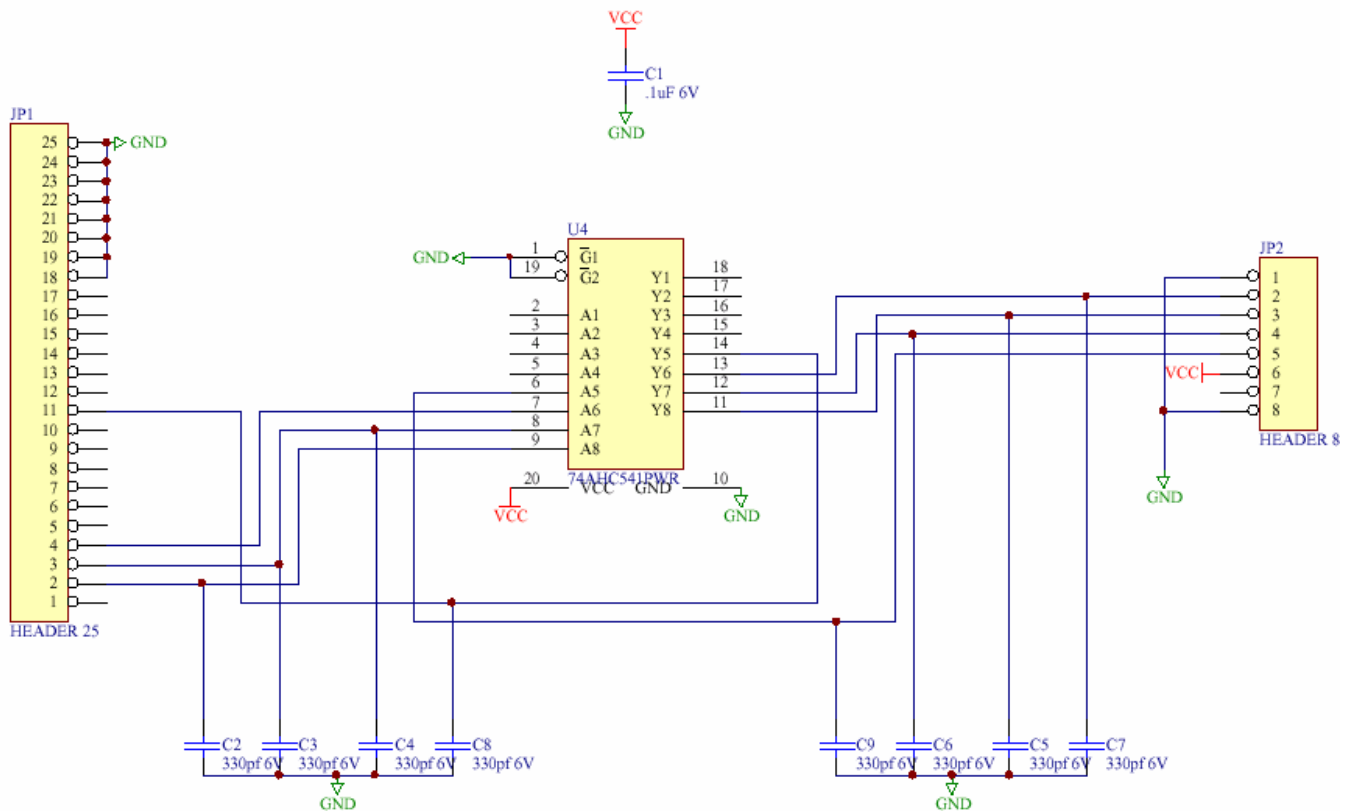 VCC
C1
.1uF 6V
GND
JP1
25
24
23
22
21
20
19
18
17
16
15
14
13
12
11
10
9
8
7
6
5
4
3
2
1
HEADER 25
GND
U4
GND
1 G1
19 G2
2 A1
3 A2
4 A3
5 A4
6 A5
7 A6
8 A7
9 A8
Y1 18
Y2 17
Y3 16
Y4 15
Y5 14
Y6 13
Y7 12
Y8 11
74AHC541PWR
20 VCC GND 10
VCC
GND
JP2
1
2
3
4
5
VCC 6
7
8
HEADER 8
GND
C2
330pf 6V
C3
330pf 6V
C4
330pf 6V
C8
330pf 6V
GND
C9
330pf 6V
C6
330pf 6V
C5
330pf 6V
C7
330pf 6V
GND